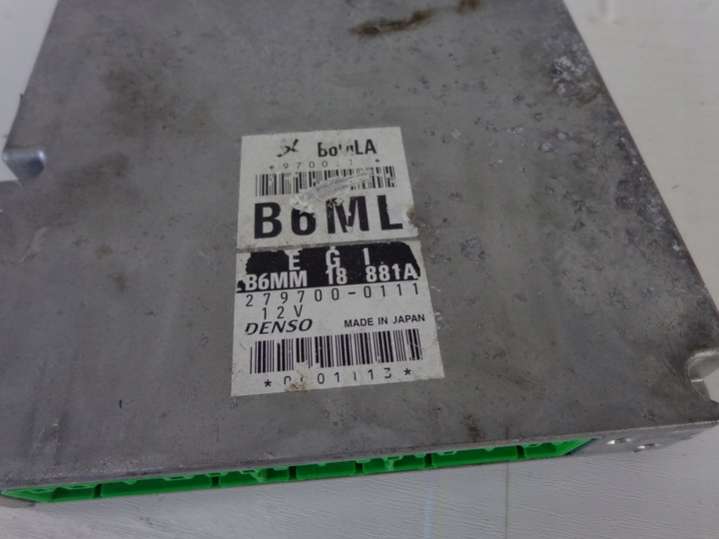 B6ML
E G I
B6MM 18 881A
279700-0111
12V
DENSO MADE IN JAPAN